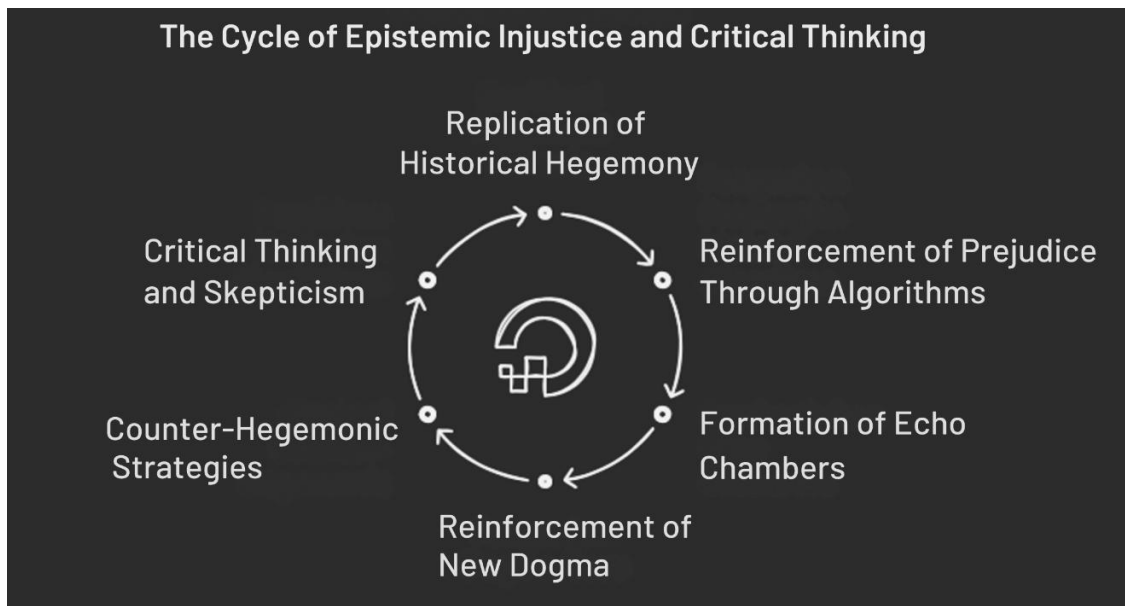 The Cycle of Epistemic Injustice and Critical Thinking
Replication of
Historical Hegemony
Reinforcement of Prejudice
Through Algorithms
Formation of Echo
Chambers
Reinforcement of
New Dogma
Counter-Hegemonic
Strategies
Critical Thinking
and Skepticism